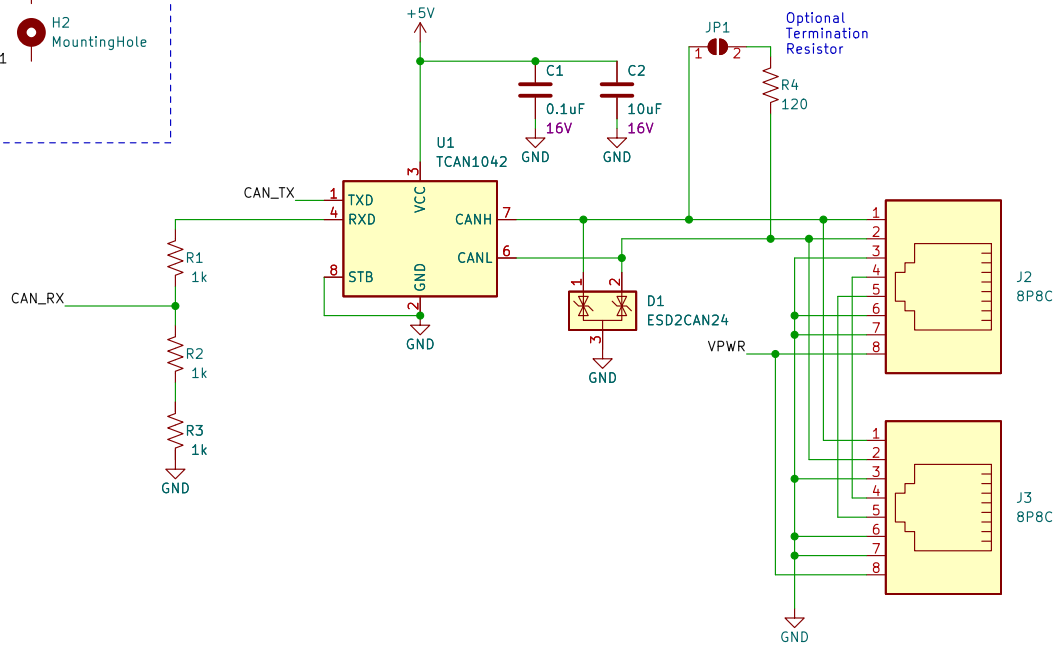 H2
MountingHole
1
+5V
JP1
1 2
Optional
Termination
Resistor
R4
120
C1
0.1uF
16V
GND
C2
10uF
16V
GND
U1
TCAN1042
3
VCC
CAN_TX
1 TXD
4 RXD
8 STB
CANH 7
CANL 6
GND
2
GND
R1
1k
CAN_RX
R2
1k
R3
1k
GND
1
2
D1
ESD2CAN24
3
GND
VPWR
1
2
3
4
5
6
7
8
J2
8P8C
1
2
3
4
5
6
7
8
J3
8P8C
GND